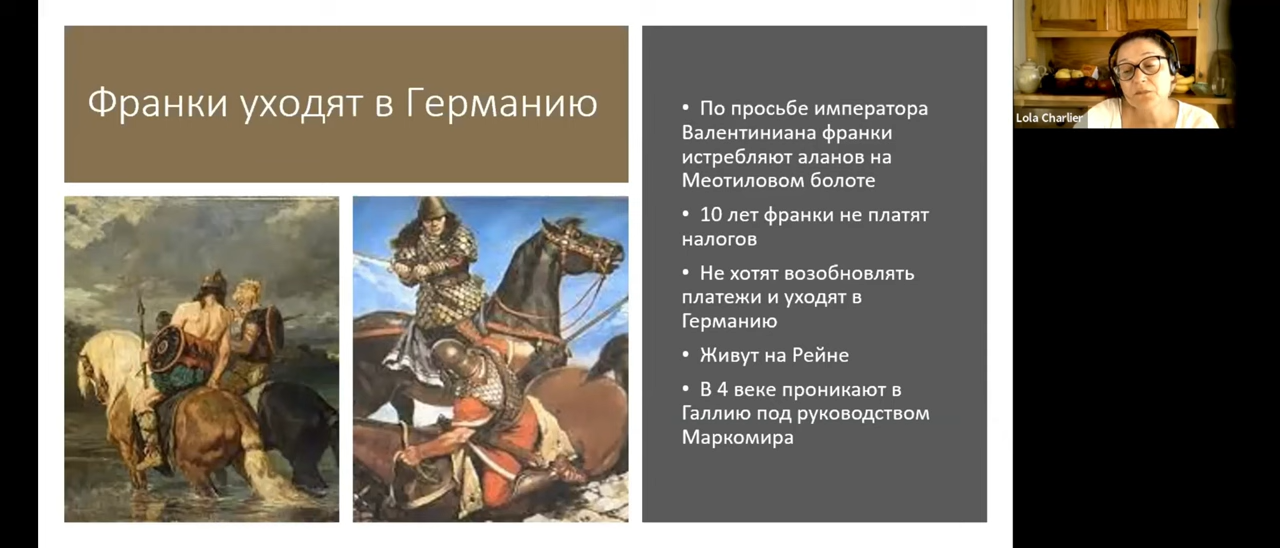 Франки уходят в Германию
• По просьбе императора
Валентиниана франки
истребляют аланов на
Меотиловом болоте
• 10 лет франки не платят
налогов
• Не хотят возобновлять
платежи и уходят в
Германию
• Живут на Рейне
• В 4 веке проникают в
Галлию под руководством
Маркомира
Lola Charlier